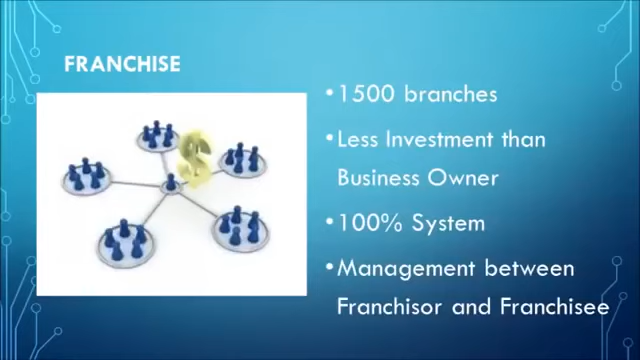 FRANCHISE
• 1500 branches
• Less Investment than
Business Owner
• 100% System
• Management between
Franchisor and Franchisee